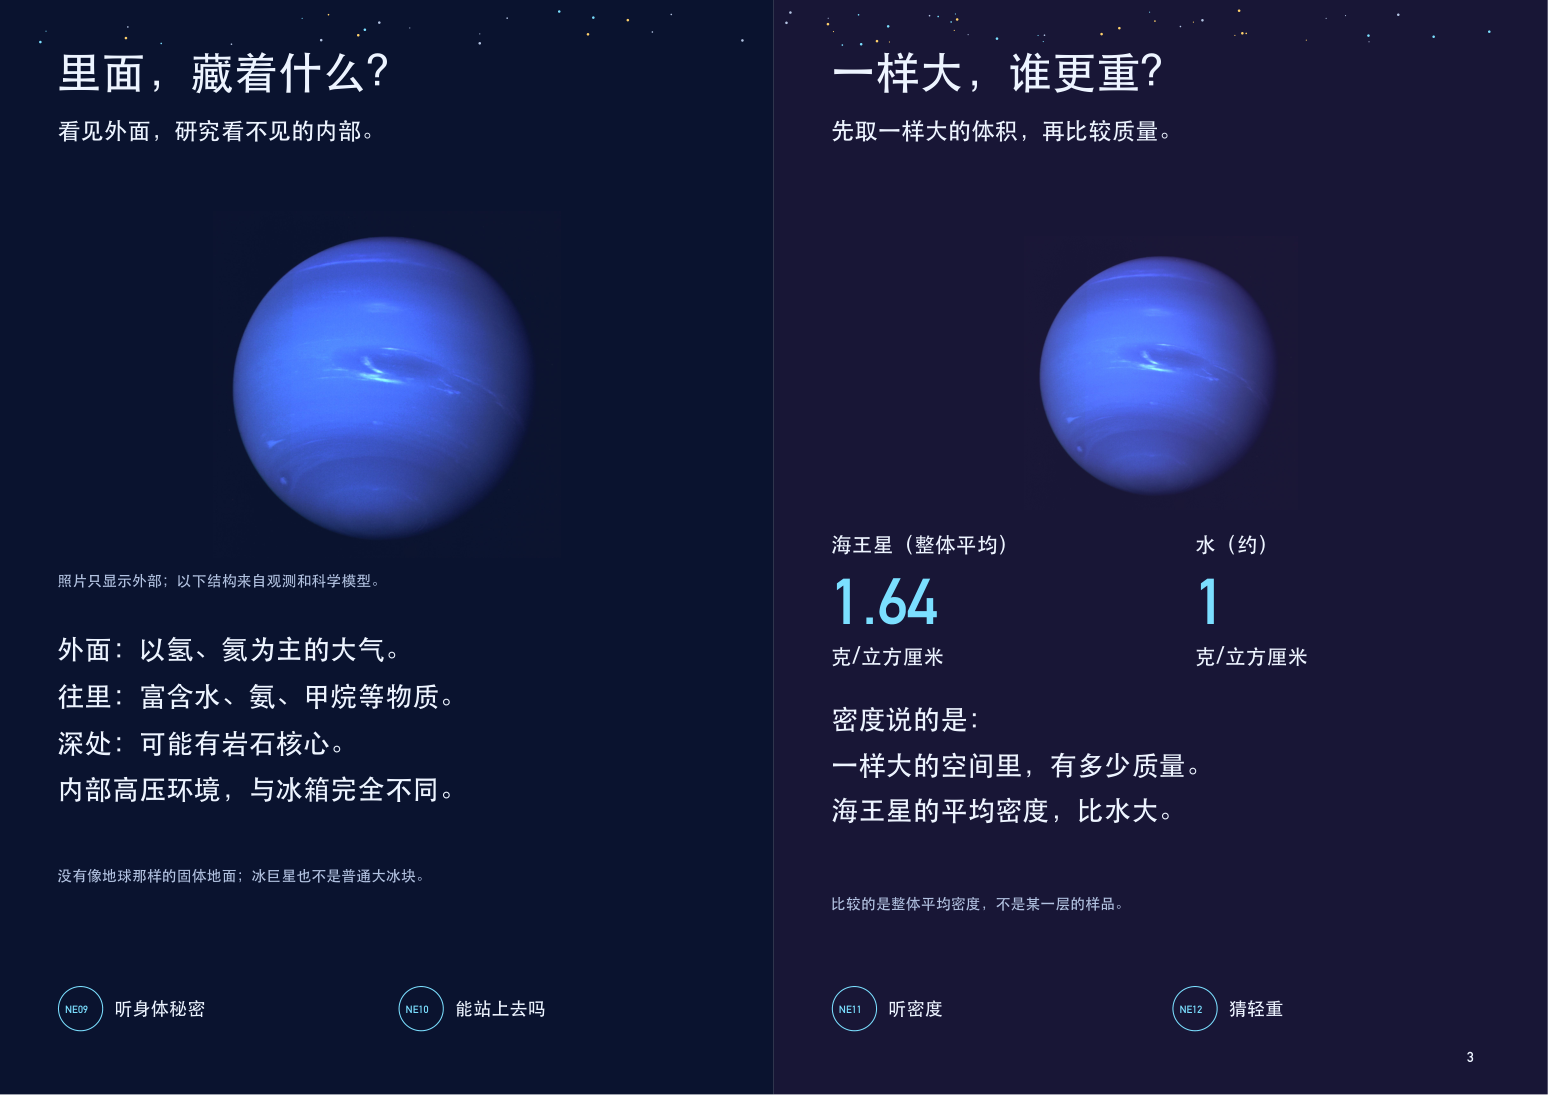 里面，藏着什么？
看见外面，研究看不见的内部。
照片只显示外部；以下结构来自观测和科学模型。
外面：以氢、氦为主的大气。
往里：富含水、氨、甲烷等物质。
深处：可能有岩石核心。
内部高压环境，与冰箱完全不同。
没有像地球那样的固体地面；冰巨星也不是普通大冰块。
NE09 听身体秘密
NE10 能站上去吗
一样大，谁更重？
先取一样大的体积，再比较质量。
海王星（整体平均）
1.64
克/立方厘米
水（约）
1
克/立方厘米
密度说的是：
一样大的空间里，有多少质量。
海王星的平均密度，比水大。
比较的是整体平均密度，不是某一层的样品。
NE11 听密度
NE12 猜轻重
3